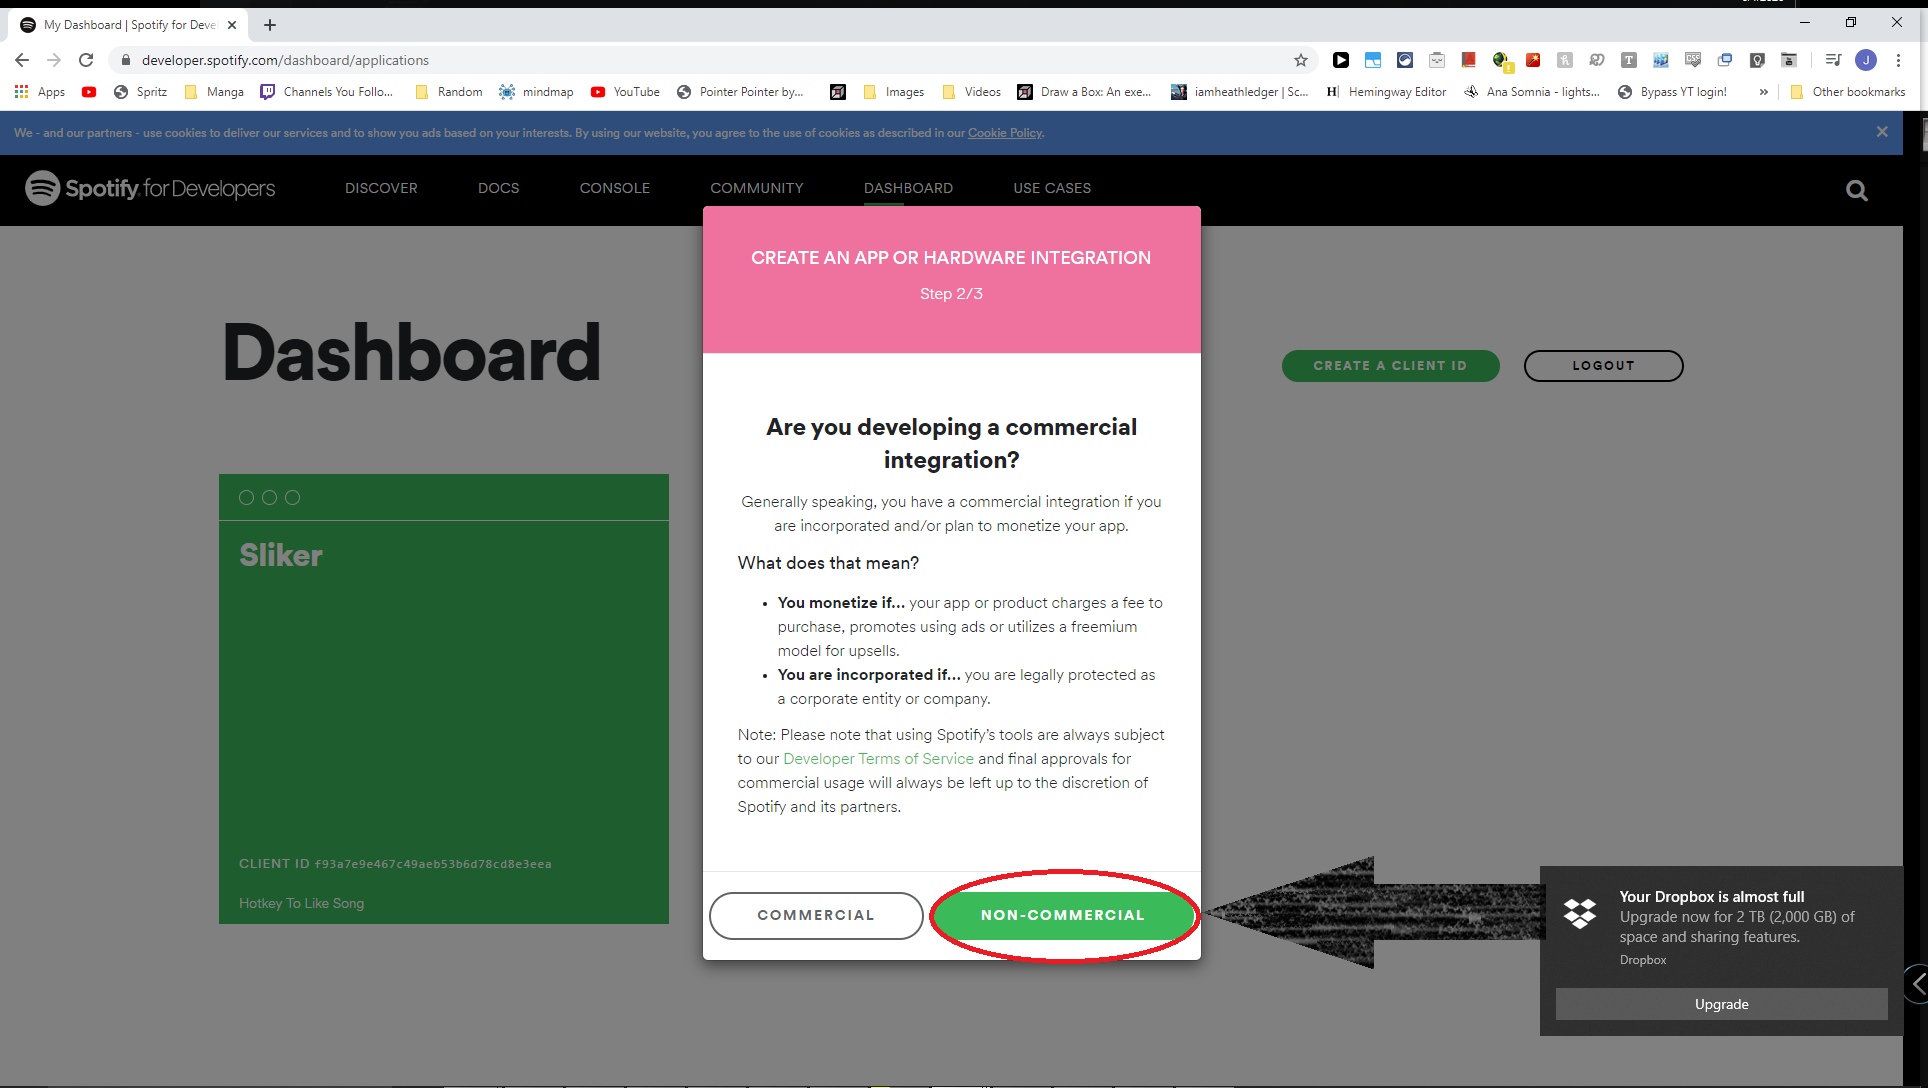 My Dashboard | Spotify for Deve
developer.spotify.com/dashboard/applications
Apps
Spritz
Manga
Channels You Follo...
Random
mindmap
YouTube
Pointer Pointer by...
Images
Videos
Draw a Box: An exe...
iamheathledger | Sc...
Hemingway Editor
Ana Somnia - lights...
Bypass YT login!
»
Other bookmarks
We - and our partners - use cookies to deliver our services and to show you ads based on your interests. By using our website, you agree to the use of cookies as described in our Cookie Policy.
Spotify for Developers
DISCOVER
DOCS
CONSOLE
COMMUNITY
DASHBOARD
USE CASES
CREATE AN APP OR HARDWARE INTEGRATION
Step 2/3
Dashboard
CREATE A CLIENT ID
LOGOUT
Are you developing a commercial
integration?
Generally speaking, you have a commercial integration if you
are incorporated and/or plan to monetize your app.
What does that mean?
• You monetize if... your app or product charges a fee to
purchase, promotes using ads or utilizes a freemium
model for upsells.
• You are incorporated if... you are legally protected as
a corporate entity or company.
Note: Please note that using Spotify's tools are always subject
to our Developer Terms of Service and final approvals for
commercial usage will always be left up to the discretion of
Spotify and its partners.
COMMERCIAL
NON-COMMERCIAL
Sliker
CLIENT ID f93a7e9e467c49aeb53b6d78cd8e3eea
Hotkey To Like Song
Your Dropbox is almost full
Upgrade now for 2 TB (2,000 GB) of
space and sharing features.
Dropbox
Upgrade